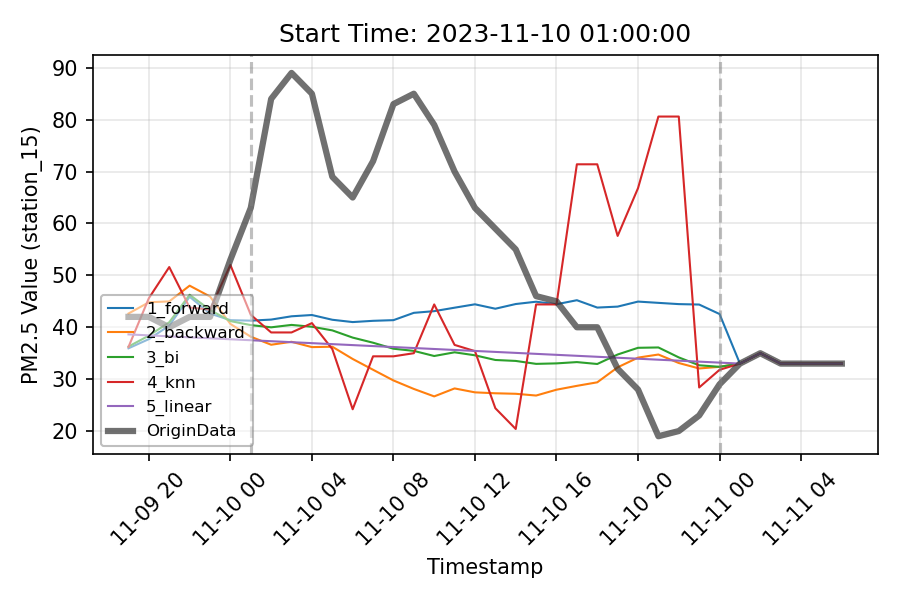 Start Time: 2023-11-10 01:00:00
PM2.5 Value (station_15)
90
80
70
60
50
40
30
20
1_forward
2_backward
3_bi
4_knn
5_linear
OriginData
11-09 20
11-10 00
11-10 04
11-10 08
11-10 12
11-10 16
11-10 20
11-11 00
11-11 04
Timestamp